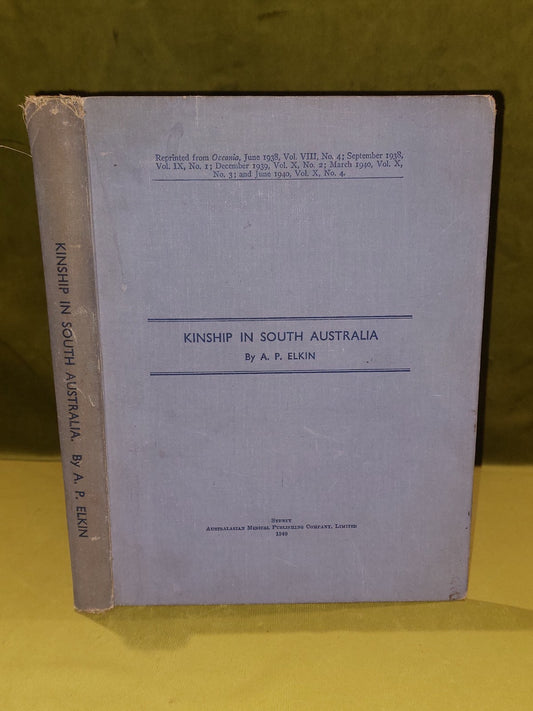 KINSHIP IN SOUTH AUSTRALIA. By A. P. ELKIN
Reprinted from Oceania, June 1938, Vol. VIII, No. 4; September 1938,
Vol. IX, No. 1; December 1939, Vol. X, No. 2; March 1940, Vol. X,
No. 3; and June 1940, Vol. X, No. 4.
KINSHIP IN SOUTH AUSTRALIA
By A. P. ELKIN
SYDNEY
AUSTRALASIAN MEDICAL PUBLISHING COMPANY, LIMITED
1940